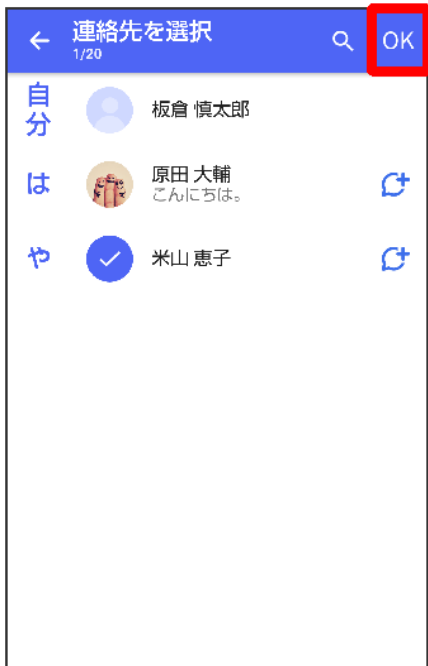 連絡先を選択
1/20
OK
自分
板倉 慎太郎
は
原田 大輔
こんにちは。
や
米山 恵子